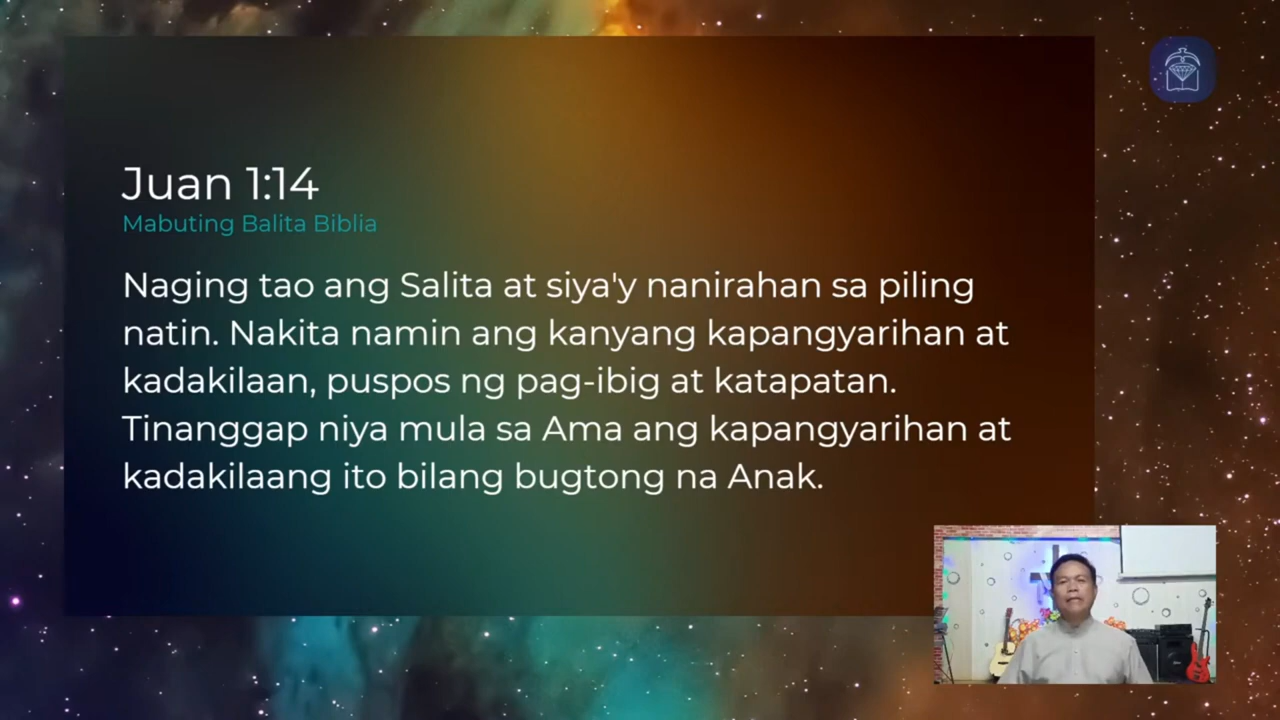 Juan 1:14
Mabuting Balita Biblia
Naging tao ang Salita at siya'y nanirahan sa piling
natin. Nakita namin ang kanyang kapangyarihan at
kadakilaan, puspos ng pag-ibig at katapatan.
Tinanggap niya mula sa Ama ang kapangyarihan at
kadakilaang ito bilang bugtong na Anak.